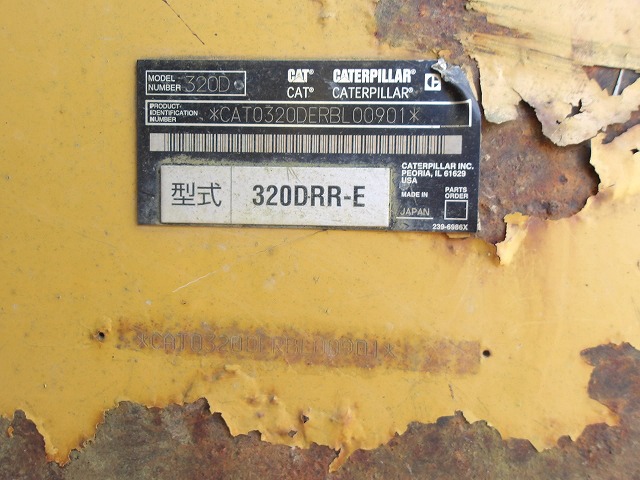 MODEL NUMBER 320D CAT® CATERPILLAR®
CAT® CATERPILLAR®
PRODUCT IDENTIFICATION NUMBER *CAT0320DERBL00901*
CATERPILLAR INC.
PEORIA, IL 61629
USA
MADE IN PARTS ORDER
JAPAN
型式 320DRR-E
239-6986X
*CAT0320DERBL00901*